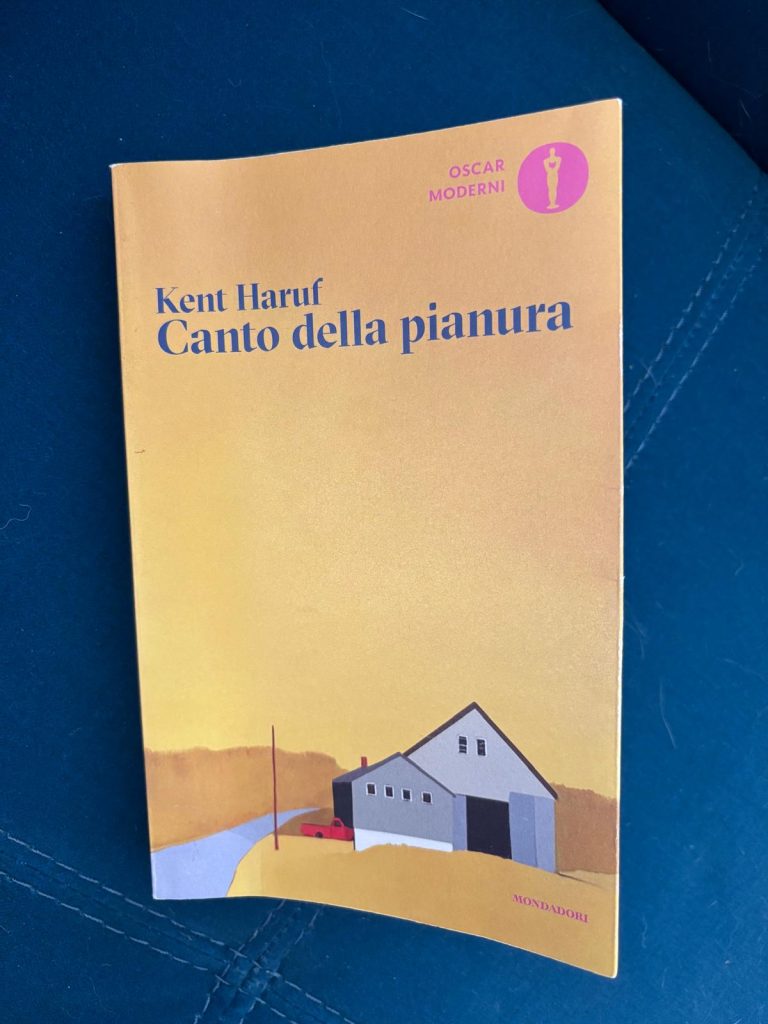 OSCAR
MODERNI
Kent Haruf
Canto della pianura
MONDADORI